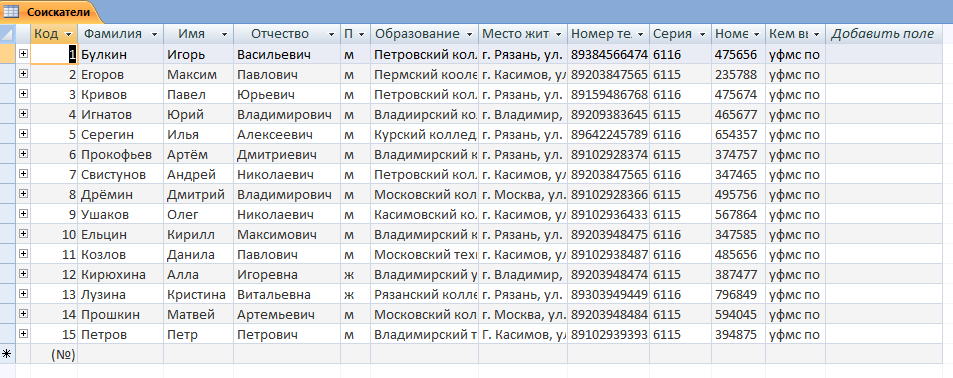 Соискатели
Код Фамилия Имя Отчество П Образование Место жит Номер те. Серия Номе Кем вы Добавить поле
1 Булкин Игорь Васильевич м Петровский кол. г. Рязань, ул. 89384566474 6116 475656 уфмс по
2 Егоров Максим Павлович м Пермский коолe г. Касимов, ул 89203847565 6115 235788 уфмс по
3 Кривов Павел Юрьевич м Петровский кол. г. Рязань, ул. 89159486768 6116 475674 уфмс по
4 Игнатов Юрий Владимирович м Владиирский ко. г. Владимир, 89209383645 6115 465677 уфмс по
5 Серегин Илья Алексеевич м Курский коллед г. Рязань, ул. 89642245789 6116 654357 уфмс по
6 Прокофьев Артём Дмитриевич м Владимирский к г. Рязань, ул. 89102928374 6115 374757 уфмс по
7 Свистунов Андрей Николаевич м Петровский кол. г. Касимов, ул 89203847565 6116 347465 уфмс по
8 Дрёмин Дмитрий Владимирович м Московский кол г. Москва, ул. 89102928366 6115 495756 уфмс по
9 Ушаков Олег Николаевич м Касимовский кол г. Касимов, ул 89102936433 6116 567864 уфмс по
10 Ельцин Кирилл Максимович м Владимирский к г. Рязань, ул. 89203948475 6116 347585 уфмс по
11 Козлов Данила Павлович м Московский техн г. Касимов, ул 89102938487 6116 485656 уфмс по
12 Кирюхина Алла Игоревна ж Владимирский у г. Владимир, 89203948474 6115 387477 уфмс по
13 Лузина Кристина Витальевна ж Рязанский колле г. Рязань, ул. 89303949449 6116 796849 уфмс по
14 Прошкин Матвей Артемьевич м Московский кол г. Москва, ул. 89203948484 6115 594045 уфмс по
15 Петров Петр Петрович м Владимирский т Г. Касимов, ул 89102939393 6115 394875 уфмс по
(№)